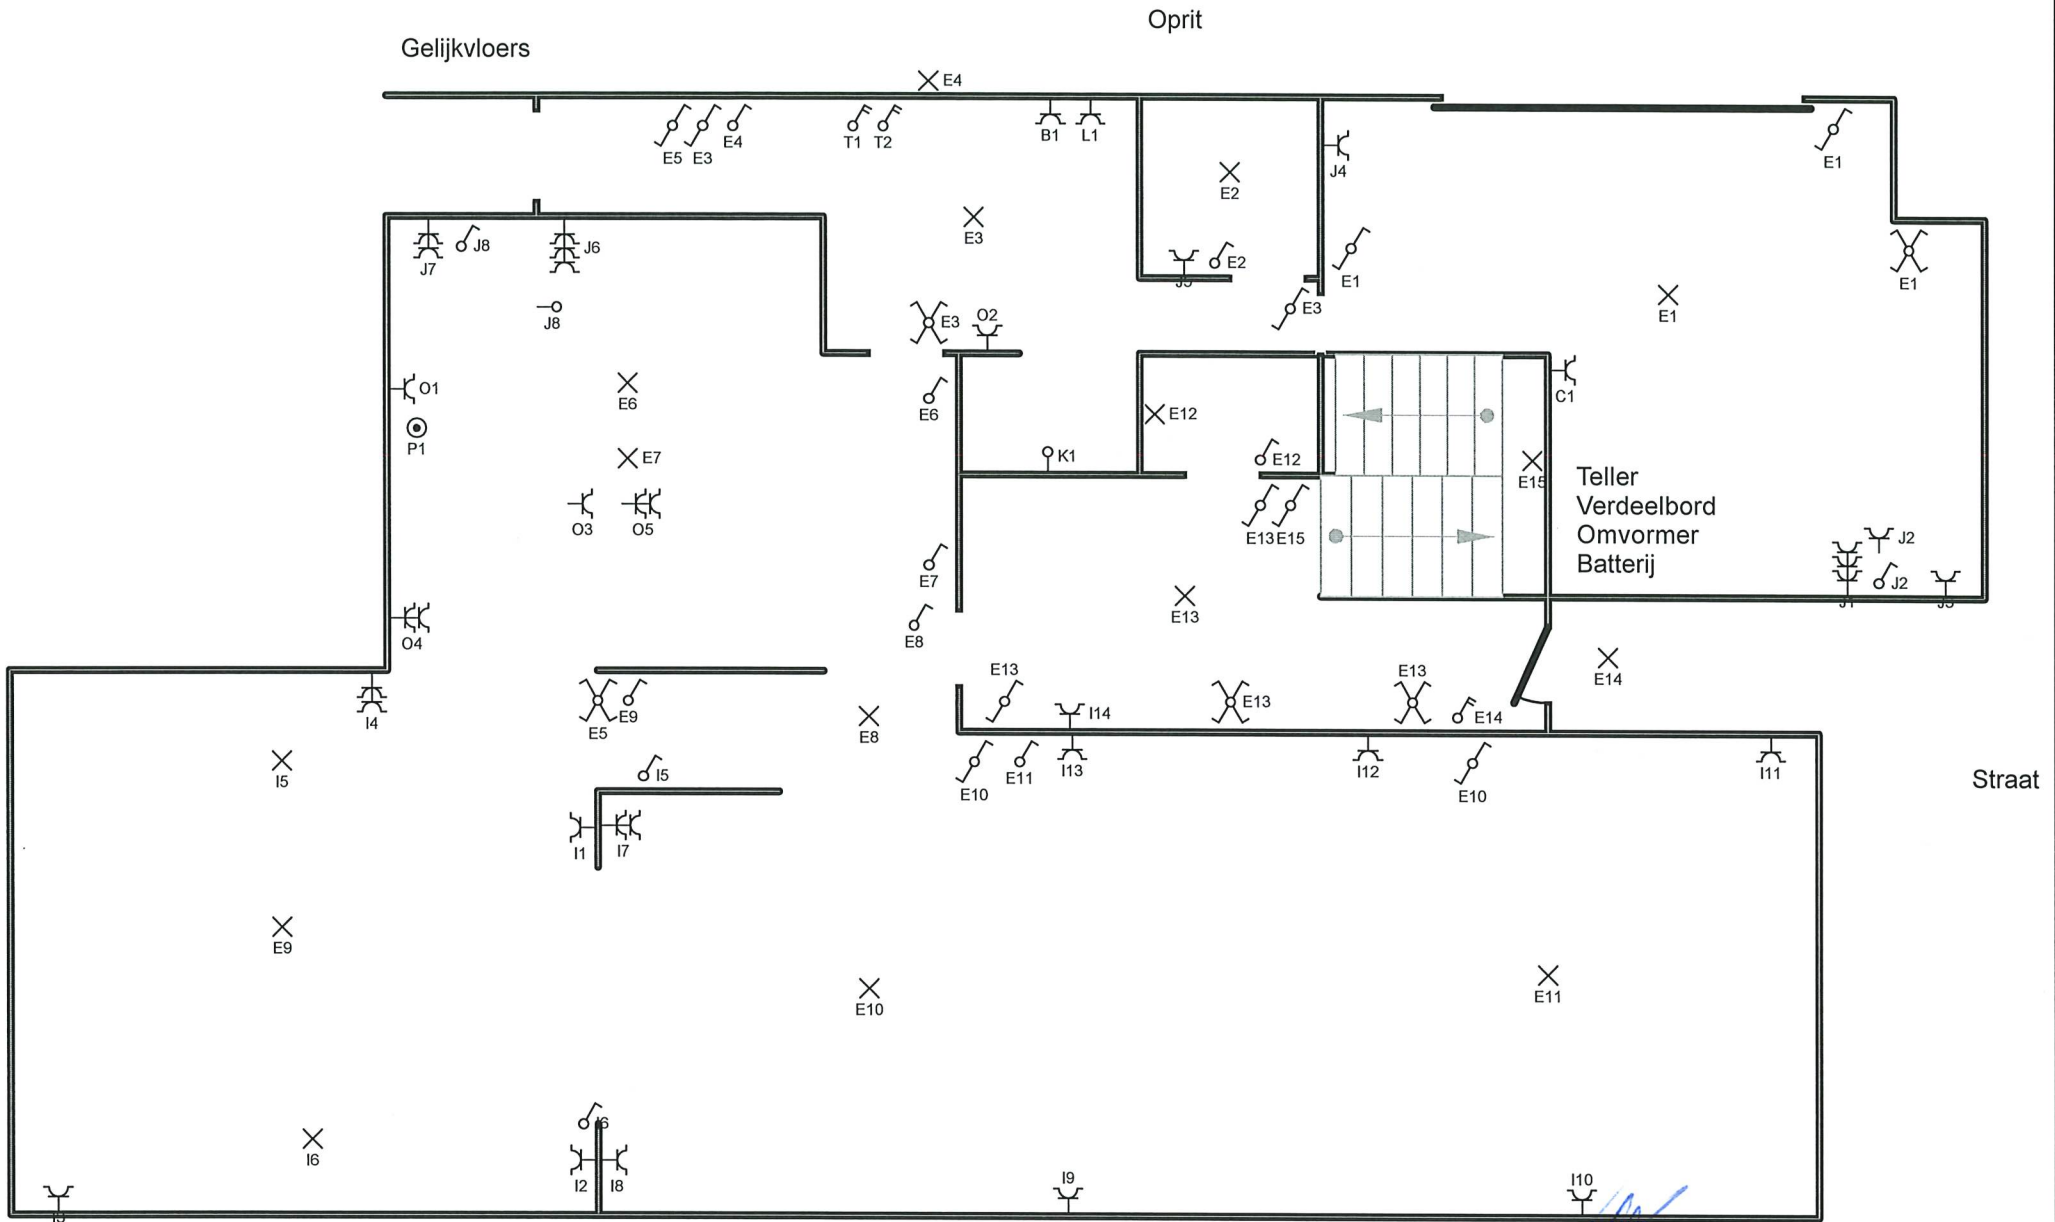 Oprit
Gelijkvloers
E4
E5 E3 E4 T1 T2 B1 L1 J4 E1
E2
E3
J7 J8 J6 E2 E1 E1
J8 E3 O2 E3 E1
O1 E6 E6 C1
P1 E12
E7 K1 E12 E15
Teller
Verdeelbord
Omvormer
Batterij
O3 O5 E13 E15 J2
E7 J2
O4 E8 E13
E13 E13 E14
I4 E5 E9 E8 I14 E13 E14
I5 I5 E10 E11 I13 I12 E10 I11
Straat
I1 I7
E9
E10 E11
I6
I2 I8 I9 I10